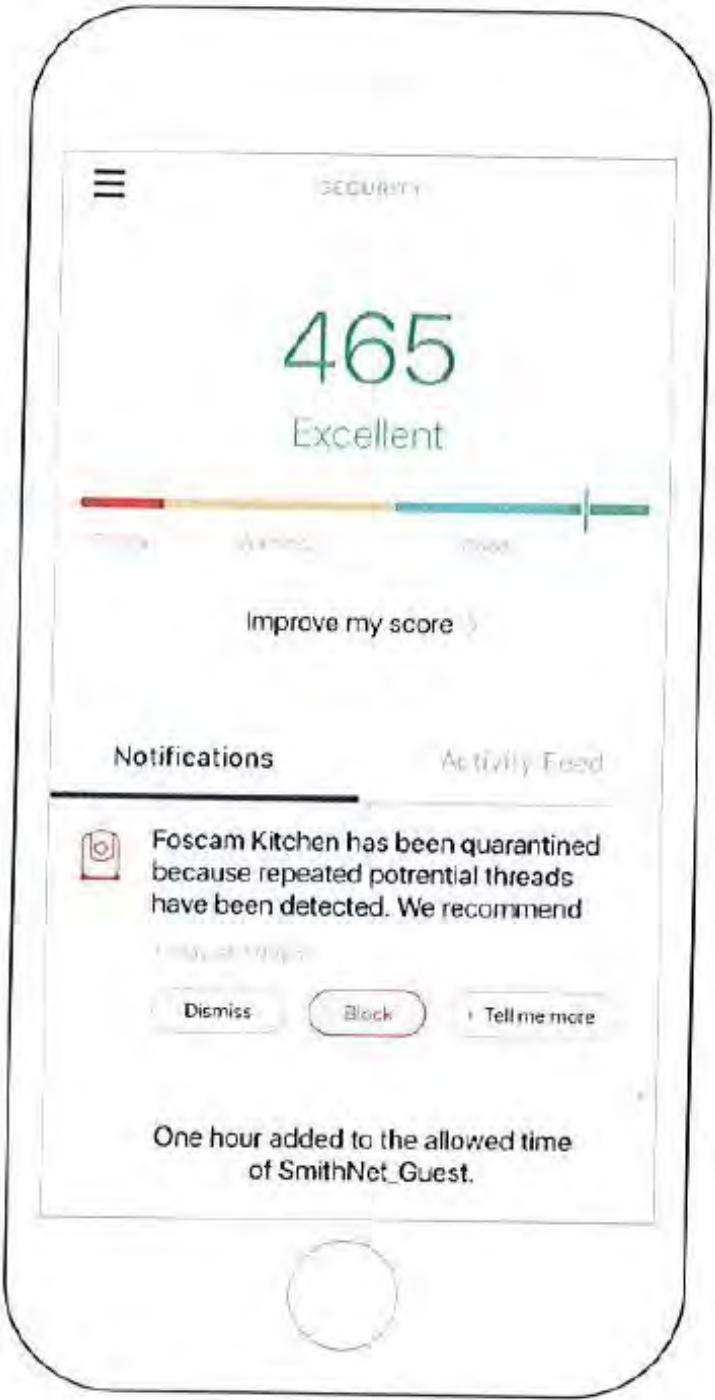 SECURITY
465
Excellent
Improve my score
Notifications
Activity Feed
Foscam Kitchen has been quarantined
because repeated potrential threads
have been detected. We recommend
Dismiss
Block
Tell me more
One hour added to the allowed time
of SmithNet_Guest.